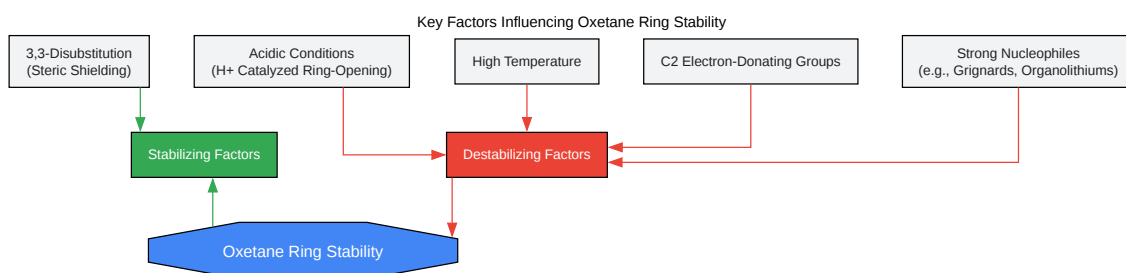 Key Factors Influencing Oxetane Ring Stability
3,3-Disubstitution
(Steric Shielding)
Acidic Conditions
(H+ Catalyzed Ring-Opening)
High Temperature
C2 Electron-Donating Groups
Strong Nucleophiles
(e.g., Grignards, Organolithiums)
Stabilizing Factors
Destabilizing Factors
Oxetane Ring Stability